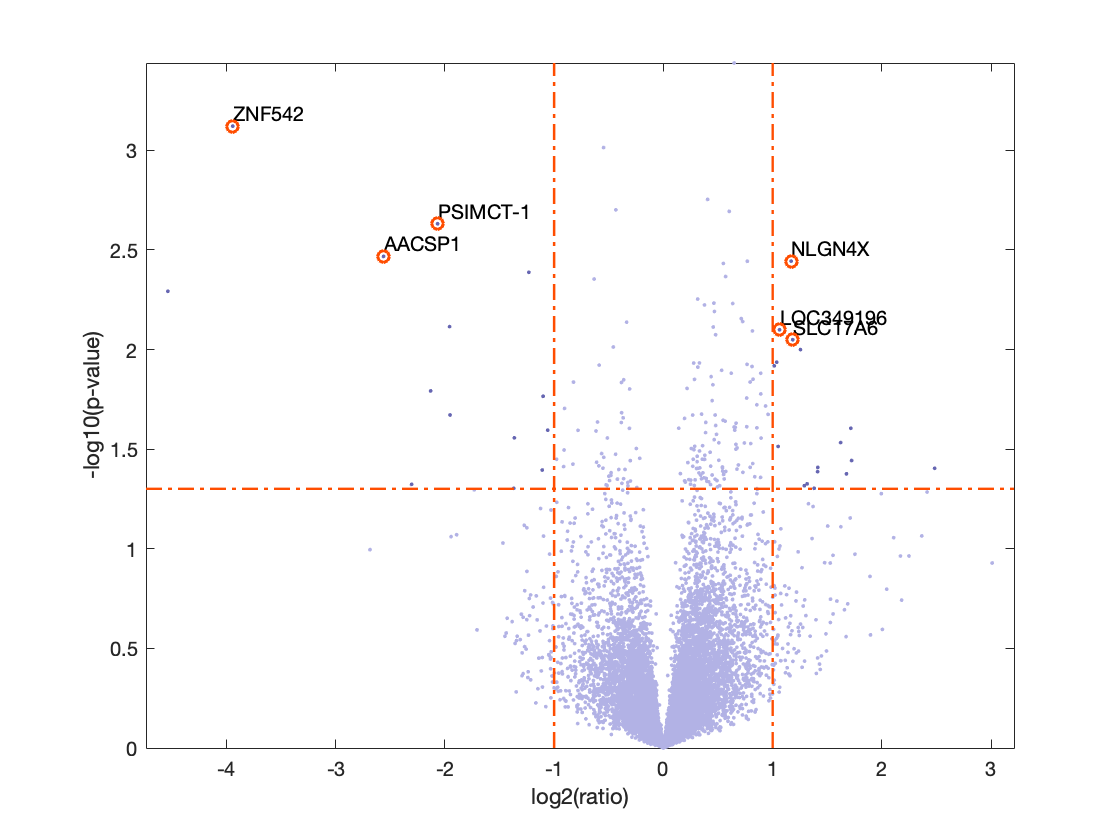 ZNF542
3
PSIMCT-1
AACSP1
2.5
NLGN4X
LOC349196
SLC17A6
2
-log10(p-value)
1.5
1
0.5
0
-4 -3 -2 -1 0 1 2 3
log2(ratio)